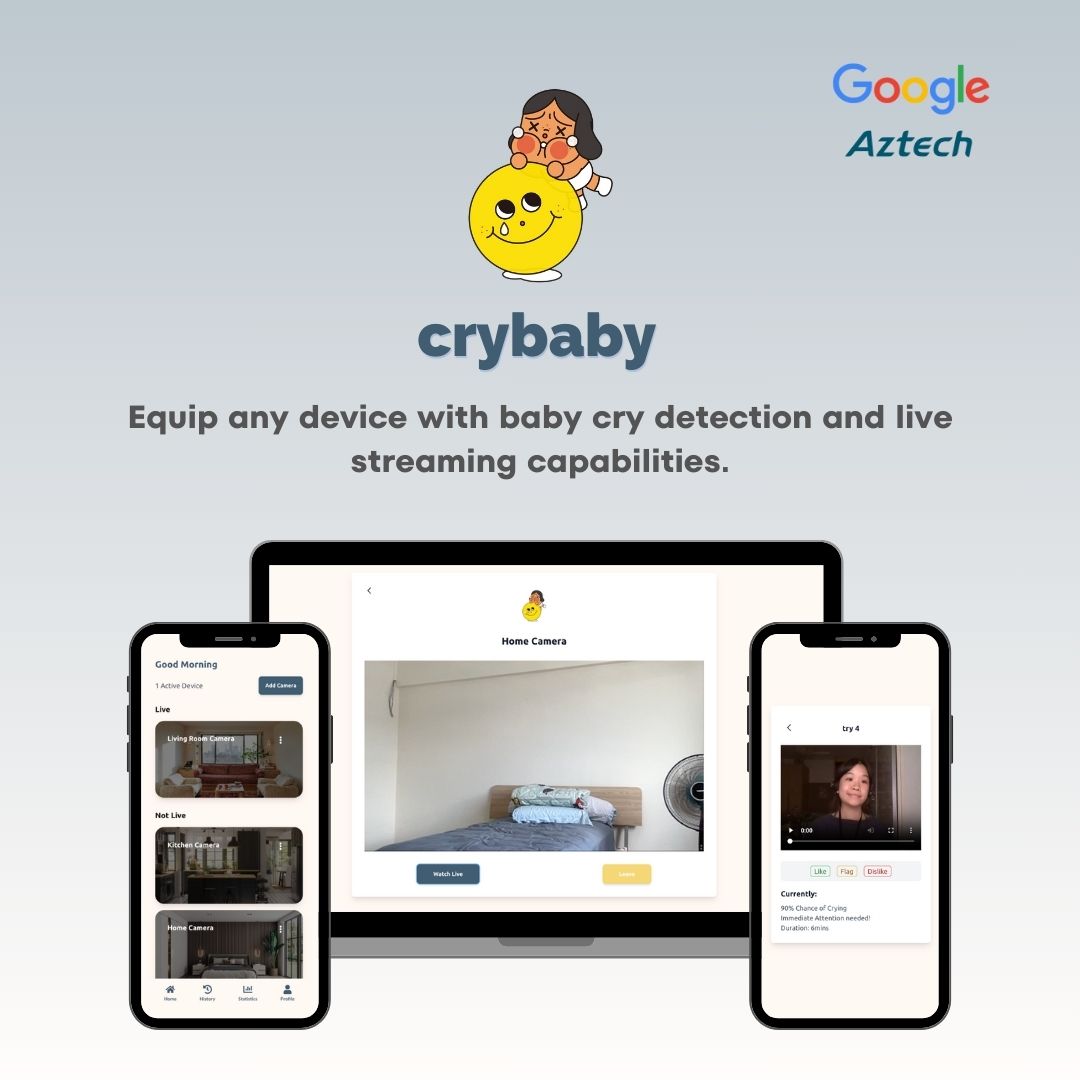 Google
Aztech
crybaby
Equip any device with baby cry detection and live
streaming capabilities.
Good Morning
1 Active Device
Add Camera
Live
Living Room Camera
Not Live
Kitchen Camera
Home Camera
Home
History
Statistics
Profile
Home Camera
Watch Live
Leave
try 4
0:00
Like
Flag
Dislike
Currently:
90% Chance of Crying
Immediate Attention needed!
Duration: 6mins